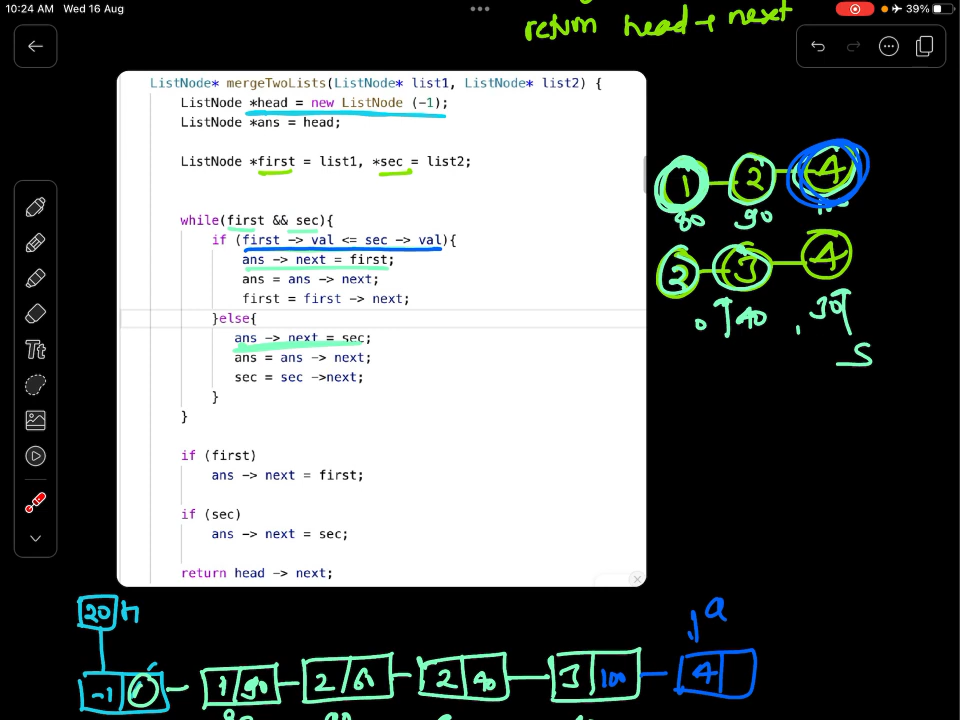 10:24 AM Wed 16 Aug
39%
return head → next
ListNode* mergeTwoLists(ListNode* list1, ListNode* list2) {
ListNode *head = new ListNode (-1);
ListNode *ans = head;
ListNode *first = list1, *sec = list2;
while(first && sec){
if (first -> val <= sec -> val){
ans -> next = first;
ans = ans -> next;
first = first -> next;
}else{
ans -> next = sec;
ans = ans -> next;
sec = sec ->next;
}
}
if (first)
ans -> next = first;
if (sec)
ans -> next = sec;
return head -> next;
Tt
1 2 4
80 90
2 3 4
0 40 30
S
20 h
a
-1 1 90 2 2 40 3 100 4